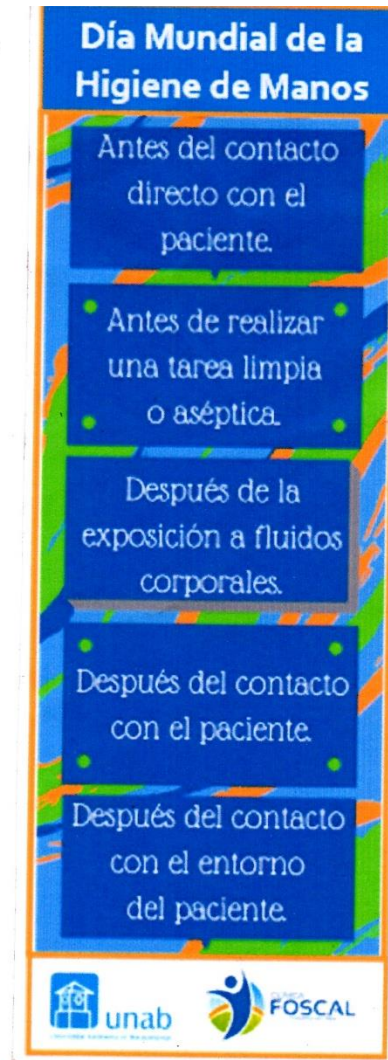 Día Mundial de la
Higiene de Manos
Antes del contacto
directo con el
paciente.
Antes de realizar
una tarea limpia
o aséptica.
Después de la
exposición a fluidos
corporales.
Después del contacto
con el paciente.
Después del contacto
con el entorno
del paciente.
unab
FOSCAL